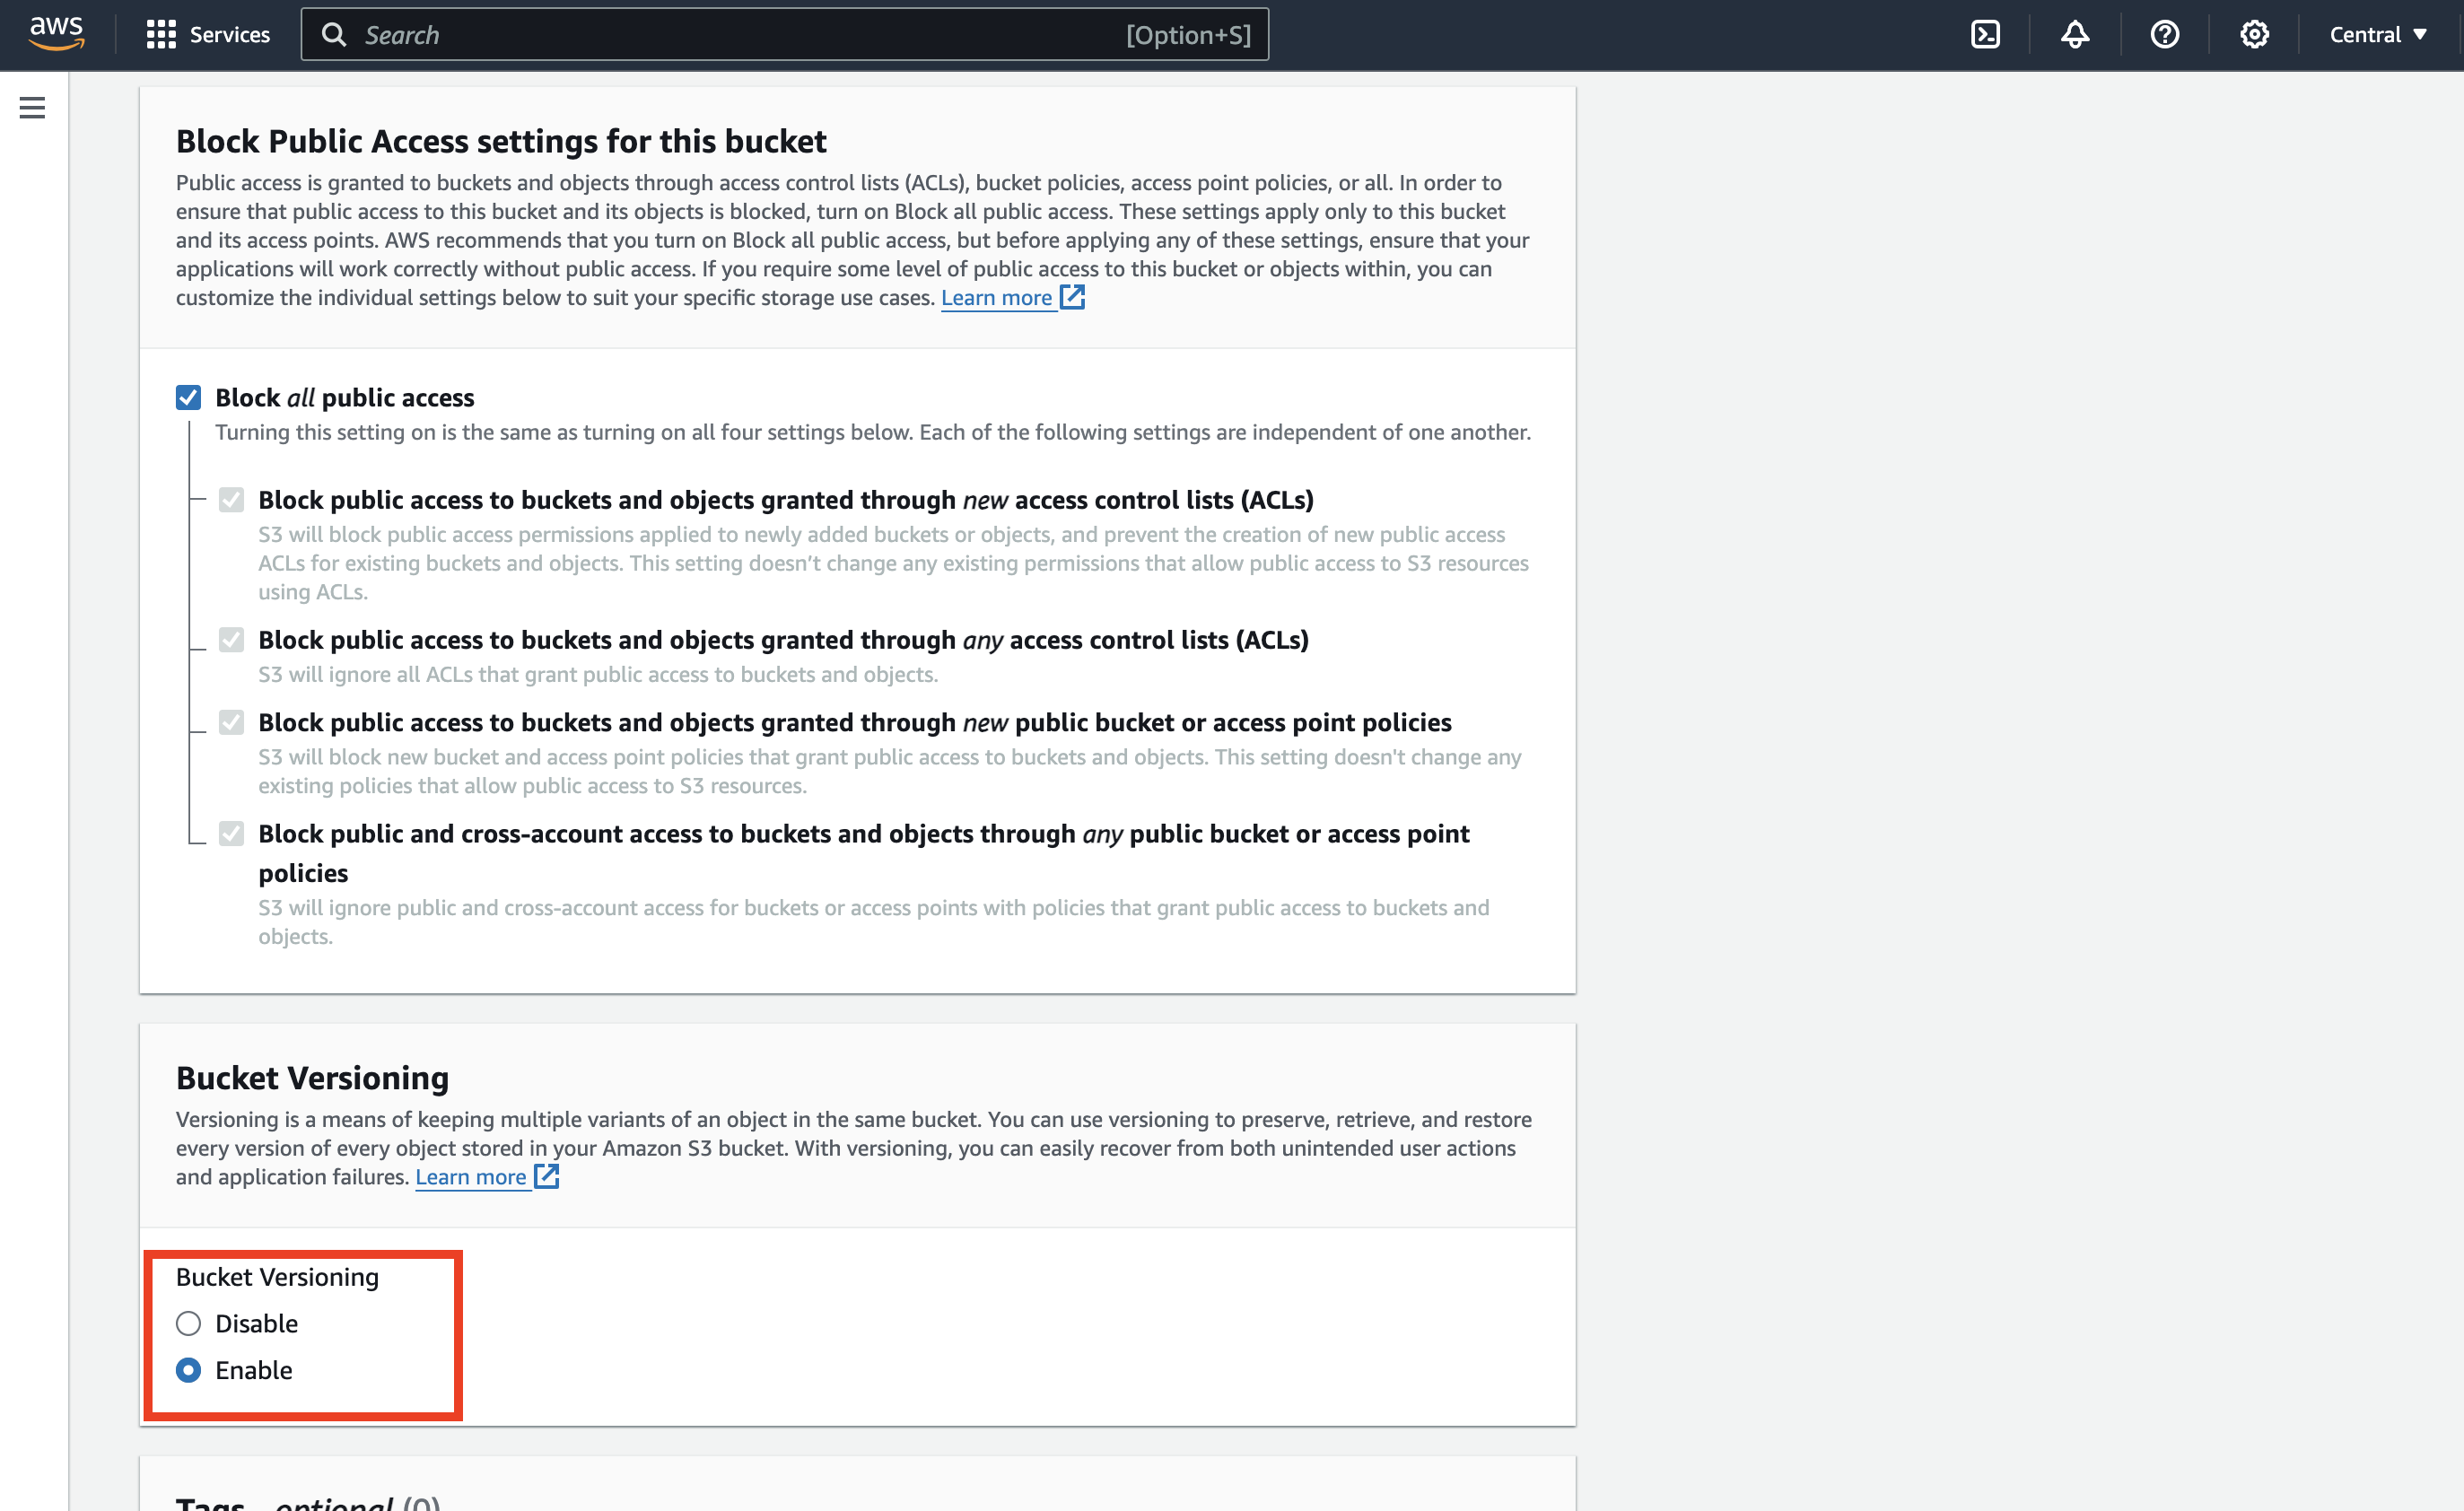 aws Services Search [Option+S] Central
Block Public Access settings for this bucket
Public access is granted to buckets and objects through access control lists (ACLs), bucket policies, access point policies, or all. In order to
ensure that public access to this bucket and its objects is blocked, turn on Block all public access. These settings apply only to this bucket
and its access points. AWS recommends that you turn on Block all public access, but before applying any of these settings, ensure that your
applications will work correctly without public access. If you require some level of public access to this bucket or objects within, you can
customize the individual settings below to suit your specific storage use cases. Learn more
Block all public access
Turning this setting on is the same as turning on all four settings below. Each of the following settings are independent of one another.
Block public access to buckets and objects granted through new access control lists (ACLs)
S3 will block public access permissions applied to newly added buckets or objects, and prevent the creation of new public access
ACLs for existing buckets and objects. This setting doesn’t change any existing permissions that allow public access to S3 resources
using ACLs.
Block public access to buckets and objects granted through any access control lists (ACLs)
S3 will ignore all ACLs that grant public access to buckets and objects.
Block public access to buckets and objects granted through new public bucket or access point policies
S3 will block new bucket and access point policies that grant public access to buckets and objects. This setting doesn't change any
existing policies that allow public access to S3 resources.
Block public and cross-account access to buckets and objects through any public bucket or access point
policies
S3 will ignore public and cross-account access for buckets or access points with policies that grant public access to buckets and
objects.
Bucket Versioning
Versioning is a means of keeping multiple variants of an object in the same bucket. You can use versioning to preserve, retrieve, and restore
every version of every object stored in your Amazon S3 bucket. With versioning, you can easily recover from both unintended user actions
and application failures. Learn more
Bucket Versioning
Disable
Enable
Tags - optional (0)